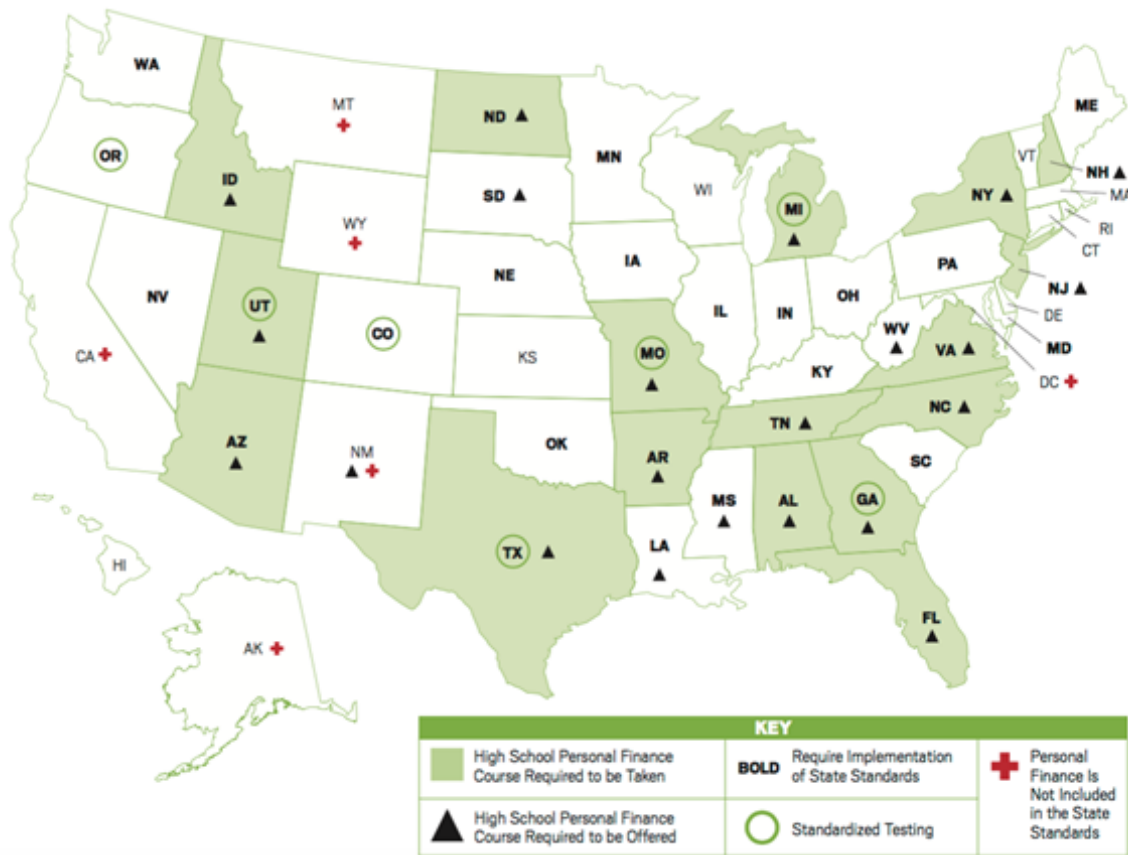 WA
MT
ND
MN
ME
OR
ID
SD
WI
MI
NY
VT
NH
MA
WY
RI
CT
IA
NE
PA
NJ
NV
UT
CO
IL
IN
OH
DE
WV
MD
VA
CA
KS
MO
KY
DC
NC
TN
AZ
NM
OK
AR
SC
MS
AL
GA
TX
LA
HI
FL
AK
KEY
High School Personal Finance
Course Required to be Taken
BOLD
Require Implementation
of State Standards
Personal
Finance Is
Not Included
in the State
Standards
High School Personal Finance
Course Required to be Offered
Standardized Testing